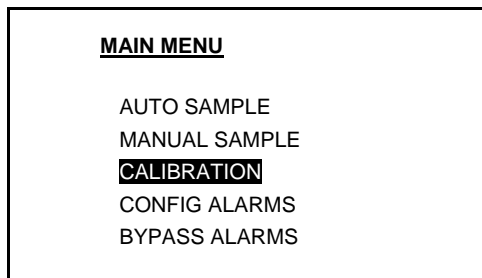 MAIN MENU
AUTO SAMPLE
MANUAL SAMPLE
CALIBRATION
CONFIG ALARMS
BYPASS ALARMS